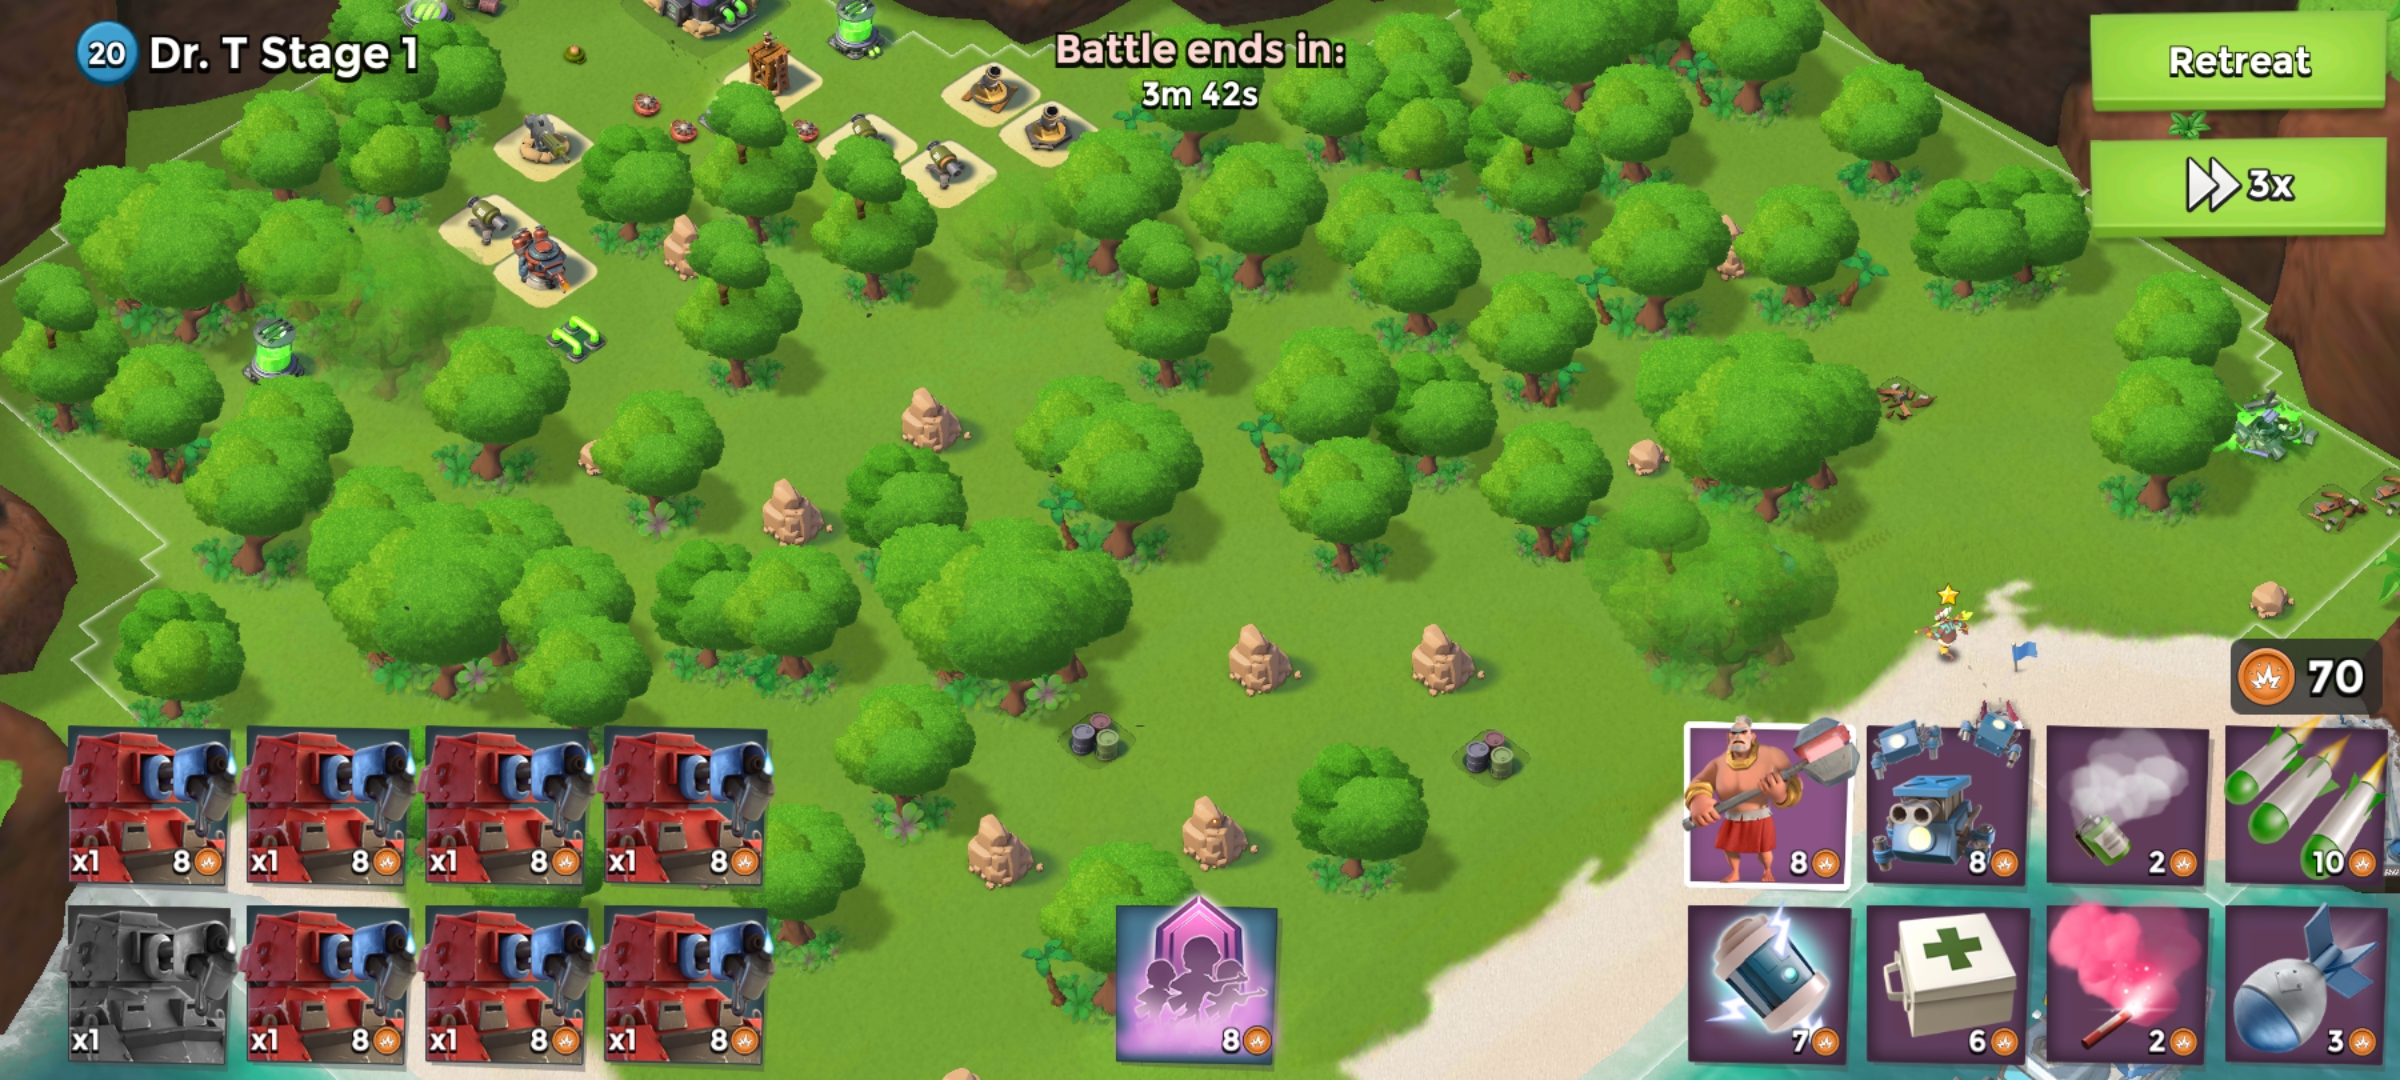 20 Dr. T Stage 1
Battle ends in:
3m 42s
Retreat
3x
70
x1 8
x1 8
x1 8
x1 8
8
8
2
10
x1
x1 8
x1 8
x1 8
8
7
6
2
3